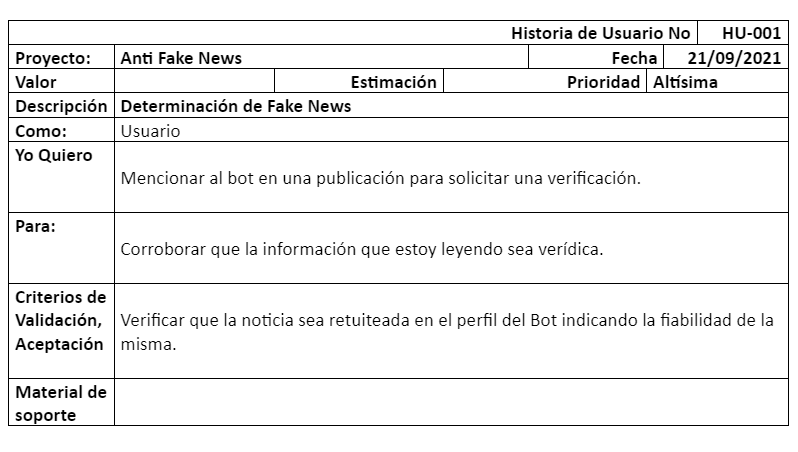 Historia de Usuario No HU-001
Proyecto: Anti Fake News Fecha 21/09/2021
Valor Estimación Prioridad Altísima
Descripción Determinación de Fake News
Como: Usuario
Yo Quiero
Mencionar al bot en una publicación para solicitar una verificación.
Para:
Corroborar que la información que estoy leyendo sea verídica.
Criterios de
Validación,
Aceptación
Verificar que la noticia sea retuiteada en el perfil del Bot indicando la fiabilidad de la
misma.
Material de
soporte